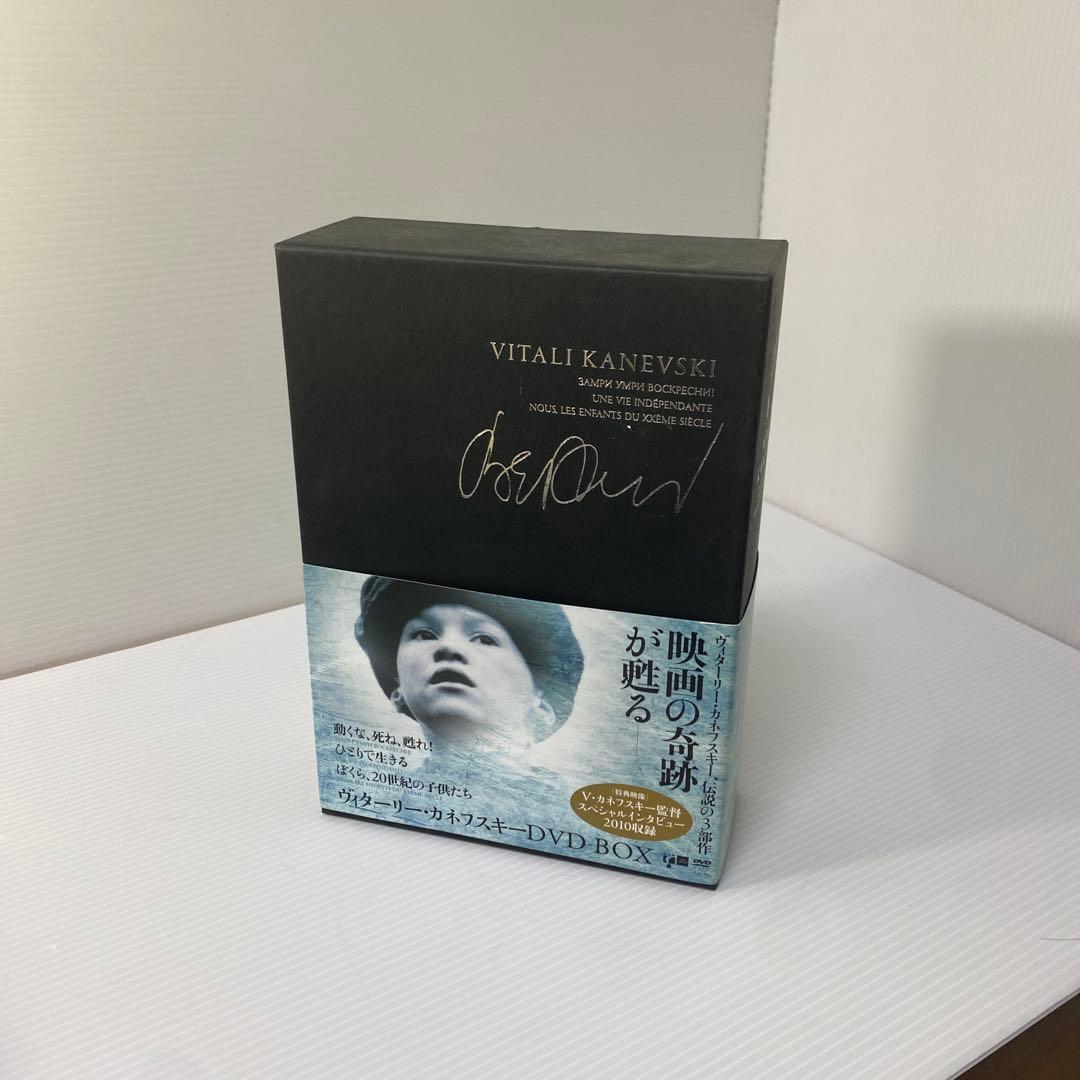 VITALI KANEVSKI
ЗАМРИ УМРИ ВОСКРЕСНИ!
UNE VIE INDÉPENDANTE
NOUS, LES ENFANTS DU XXÈME SIÈCLE
ヴィターリー・カネフスキー、伝説の3部作
映画の奇跡
が甦る
動くな、死ね、甦れ!
ЗАМРИ УМРИ ВОСКРЕСНИ!
ひとりで生きる
ぼくら、20世紀の子供たち
[特典映像]
V・カネフスキー監督
スペシャルインタビュー
2010収録
ヴィターリー・カネフスキーDVD-BOX
DVD